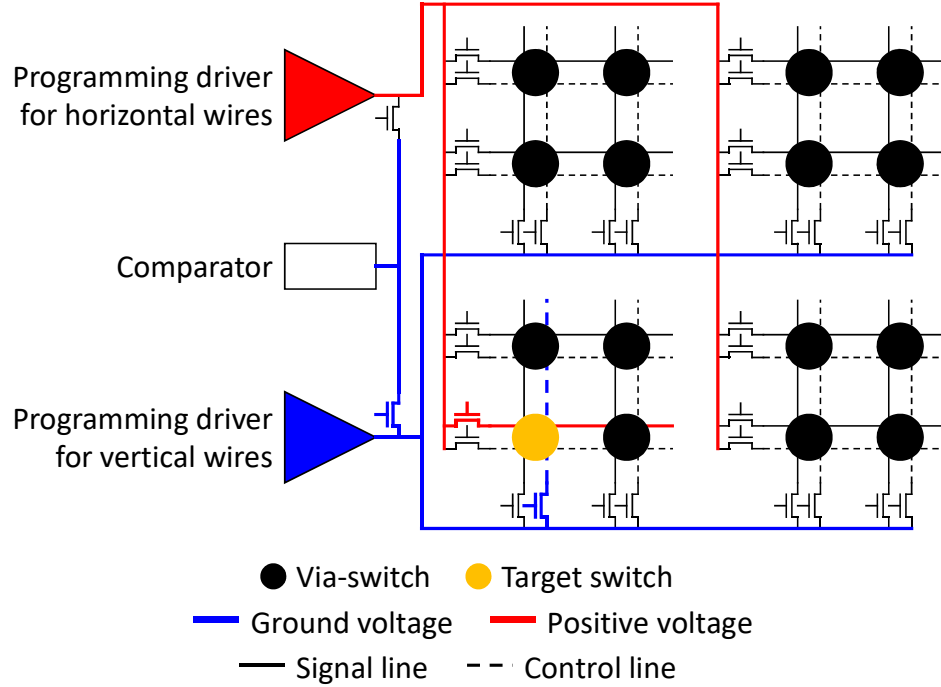 Programming driver
for horizontal wires
Comparator
Programming driver
for vertical wires
Via-switch
Target switch
Ground voltage
Positive voltage
Signal line
Control line